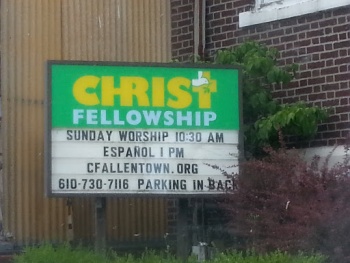 CHRIST
FELLOWSHIP
SUNDAY WORSHIP 10:30 AM
ESPAÑOL 1 PM
CFALLENTOWN.ORG
610-730-7116 PARKING IN BACK